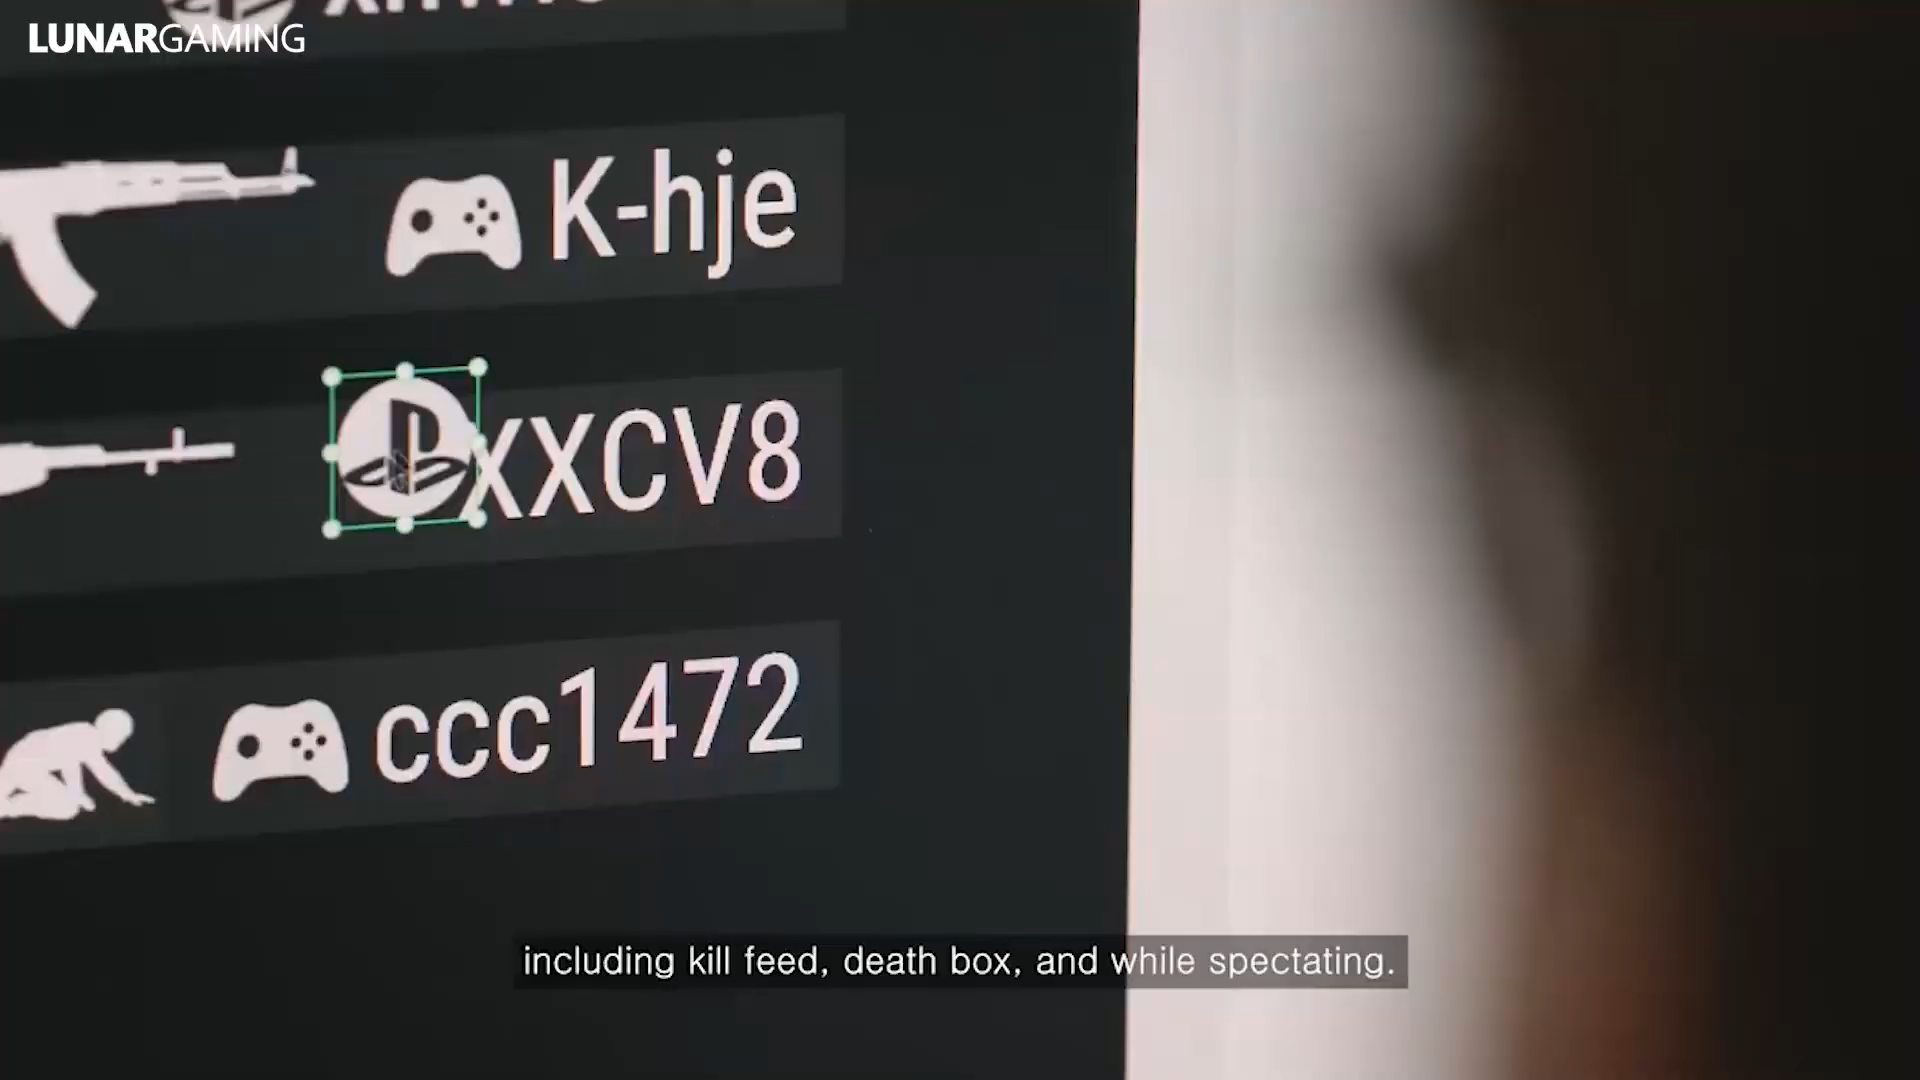 LUNARGAMING
K-hje
xXCV8
ccc1472
including kill feed, death box, and while spectating.